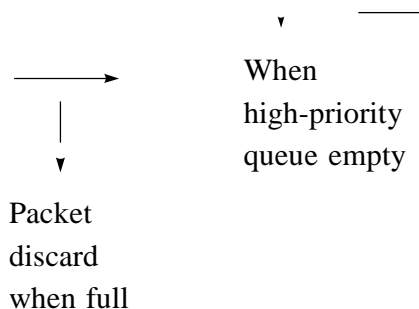 When
high-priority
queue empty
Packet
discard
when full